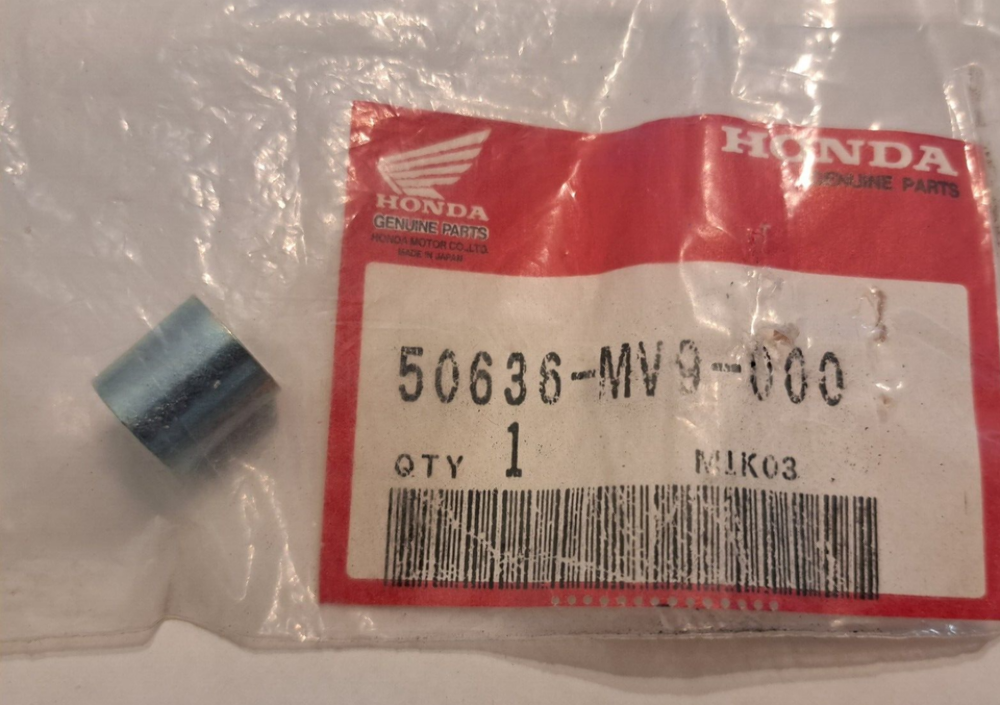 HONDA
GENUINE PARTS
HONDA
GENUINE PARTS
HONDA MOTOR CO.,LTD.
MADE IN JAPAN
50636-MV9-000
QTY 1 M1K03